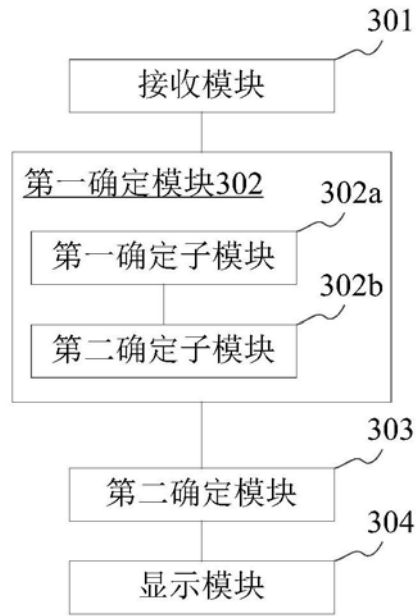 301
接收模块
第一确定模块302
302a
第一确定子模块
302b
第二确定子模块
303
第二确定模块
304
显示模块